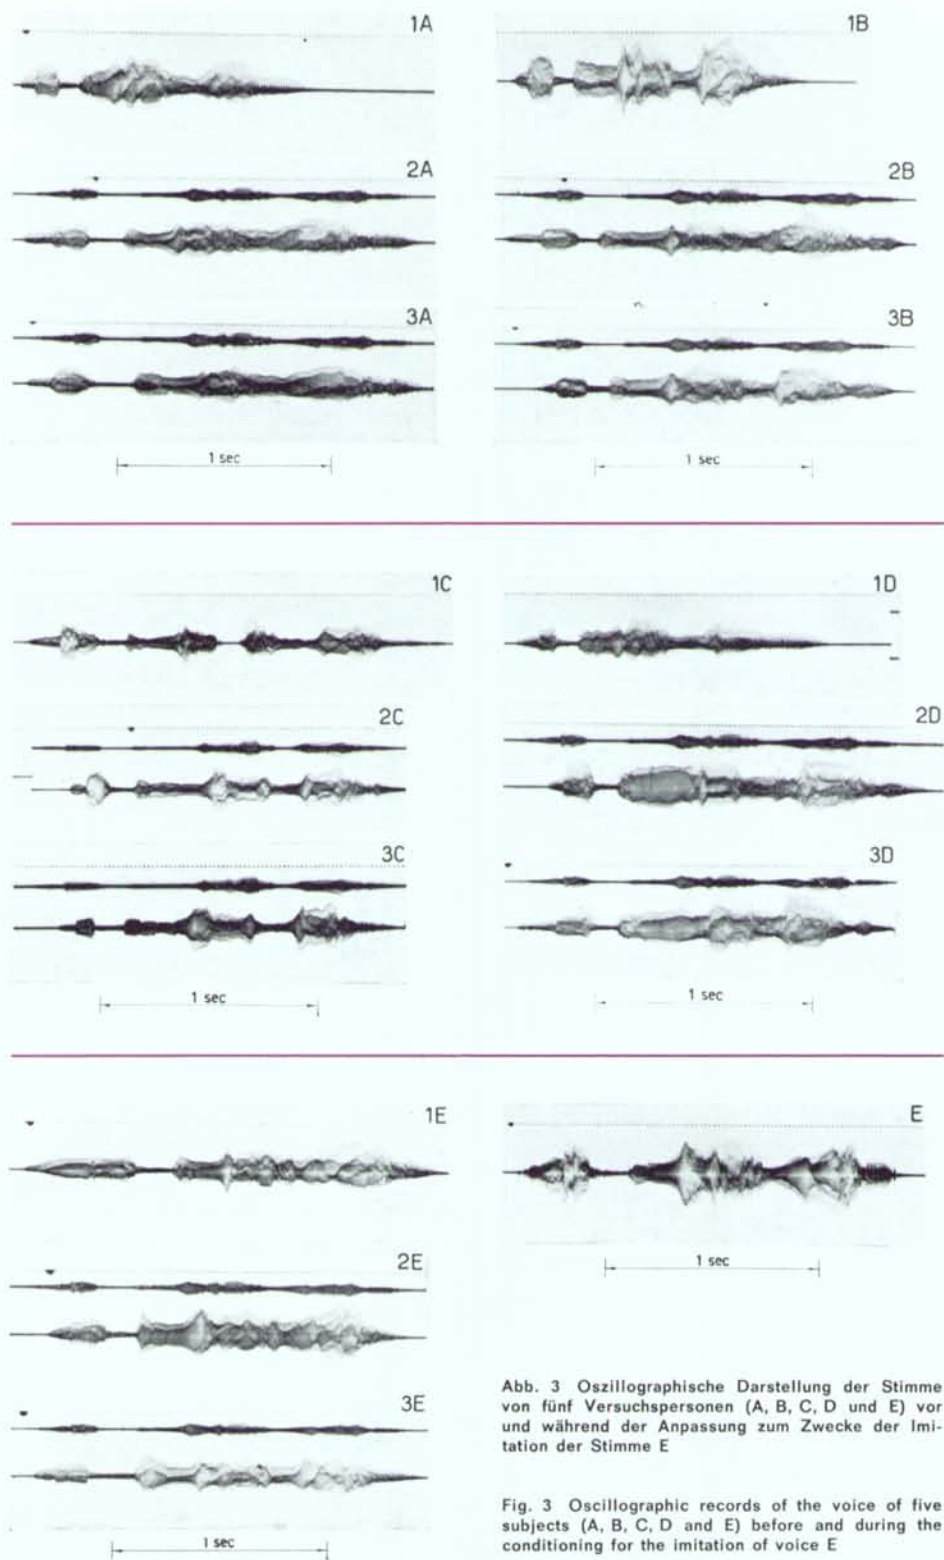 1A
1B
2A
2B
3A
3B
1 sec
1 sec
1C
1D
2C
2D
3C
3D
1 sec
1 sec
1E
E
2E
1 sec
3E
1 sec
Abb. 3 Oszillographische Darstellung der Stimme
von fünf Versuchspersonen (A, B, C, D und E) vor
und während der Anpassung zum Zwecke der Imi-
tation der Stimme E
Fig. 3 Oscillographic records of the voice of five
subjects (A, B, C, D and E) before and during the
conditioning for the imitation of voice E